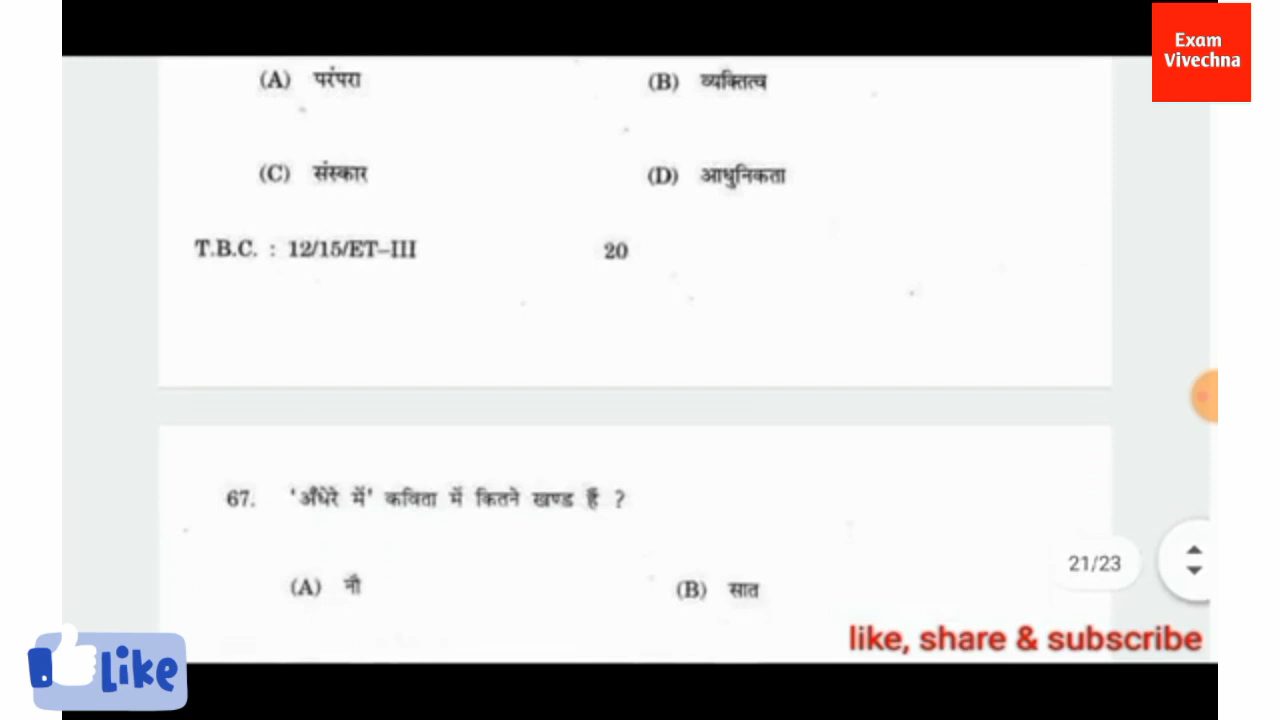 Exam
Vivechna
(A) परंपरा (B) व्यक्तित्व
(C) संस्कार (D) आधुनिकता
T.B.C. : 12/15/ET–III 20
67. 'अँधेरे में' कविता में कितने खण्ड हैं ?
21/23
(A) नौ (B) सात
like, share & subscribe
Like